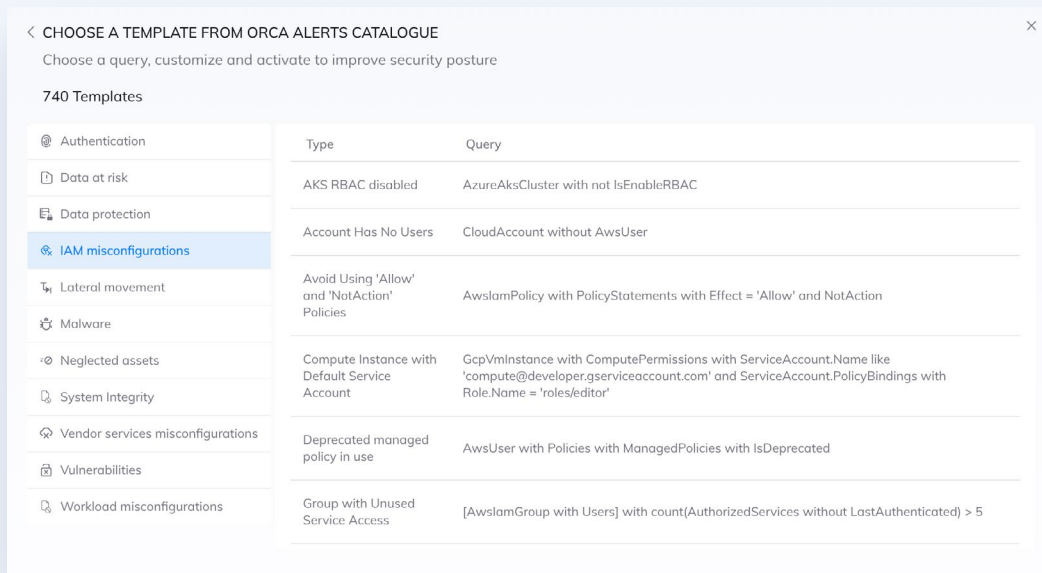 CHOOSE A TEMPLATE FROM ORCA ALERTS CATALOGUE
Choose a query, customize and activate to improve security posture
740 Templates
Authentication
Data at risk
Data protection
IAM misconfigurations
Lateral movement
Malware
Neglected assets
System Integrity
Vendor services misconfigurations
Vulnerabilities
Workload misconfigurations
Type Query
AKS RBAC disabled AzureAksCluster with not IsEnableRBAC
Account Has No Users CloudAccount without AwsUser
Avoid Using 'Allow'
and 'NotAction'
Policies
AwsIamPolicy with PolicyStatements with Effect = 'Allow' and NotAction
Compute Instance with
Default Service
Account
GcpVmInstance with ComputePermissions with ServiceAccount.Name like
'compute@developer.gserviceaccount.com' and ServiceAccount.PolicyBindings with
Role.Name = 'roles/editor'
Deprecated managed
policy in use
AwsUser with Policies with ManagedPolicies with IsDeprecated
Group with Unused
Service Access
[AwsIamGroup with Users] with count(AuthorizedServices without LastAuthenticated) > 5